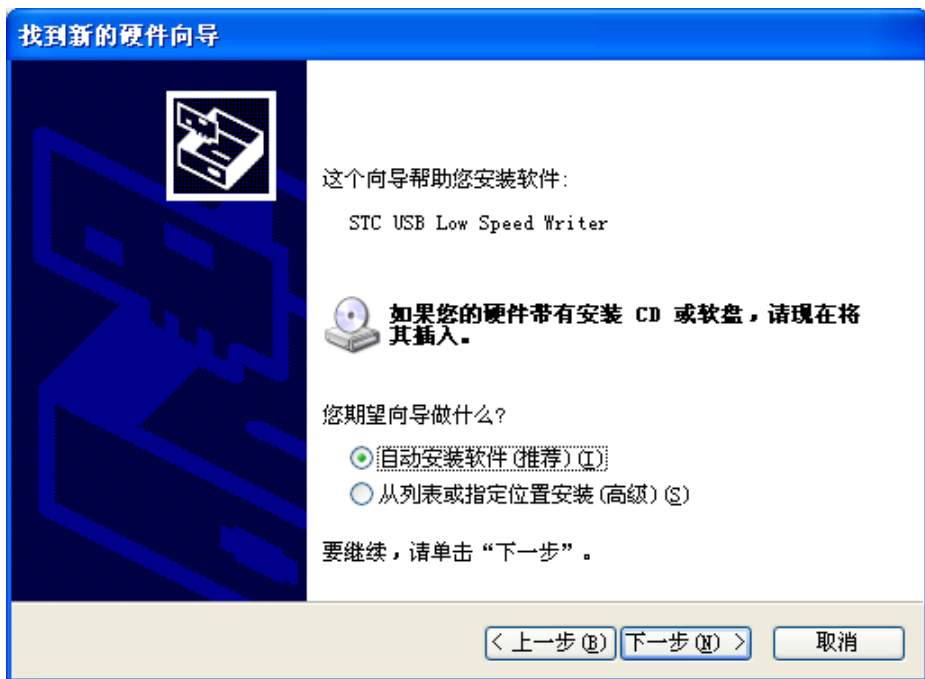 找到新的硬件向导
这个向导帮助您安装软件:
STC USB Low Speed Writer
如果您的硬件带有安装 CD 或软盘，请现在将
其插入。
您期望向导做什么?
自动安装软件(推荐)(I)
从列表或指定位置安装(高级)(S)
要继续，请单击“下一步”。
< 上一步(B) 下一步(N) > 取消